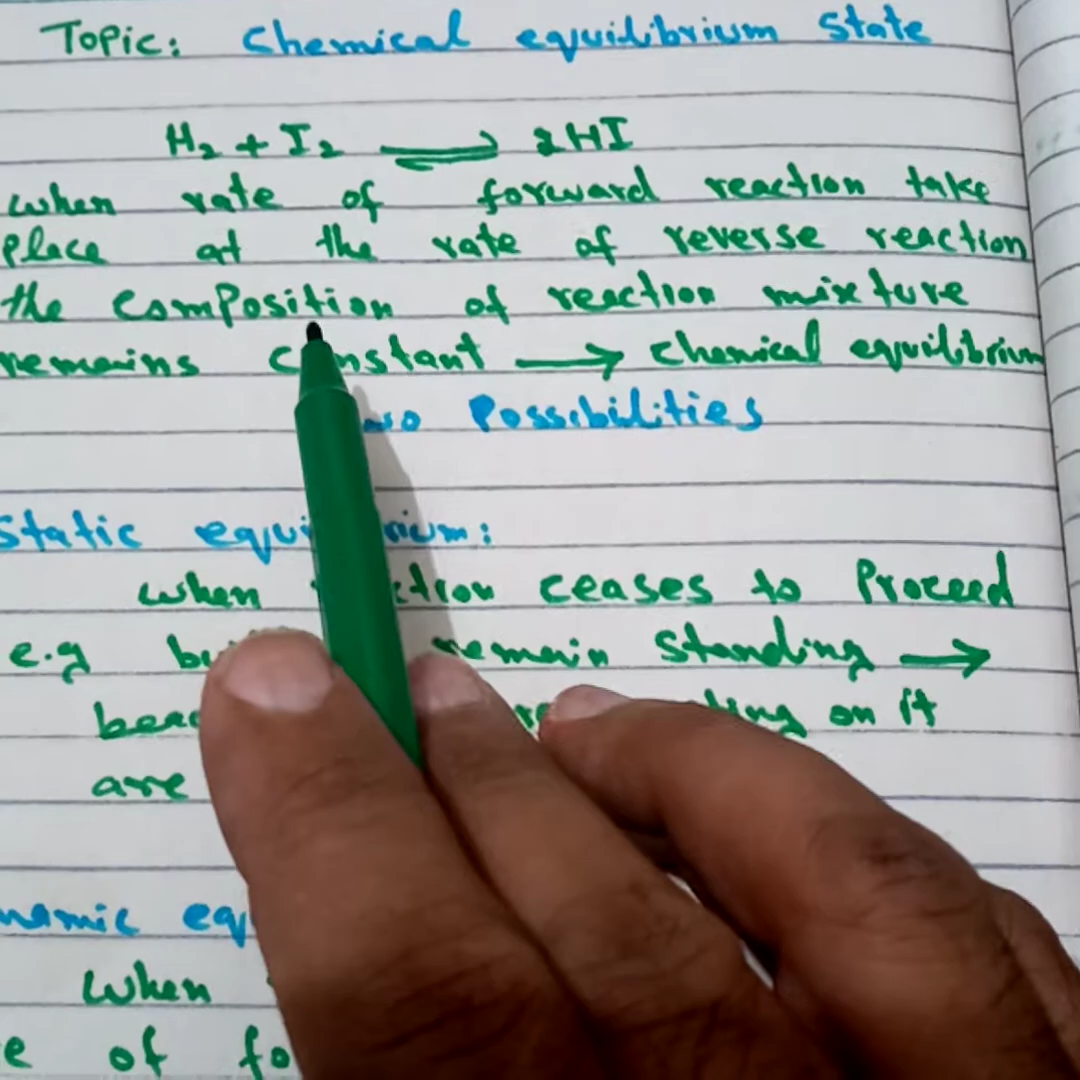 Topic: Chemical equilibrium State
H₂ + I₂ ⇌ 2HI
when rate of forward reaction take
place at the rate of reverse reaction
the composition of reaction mixture
remains constant → chemical equilibrium
Possibilities
Static
when ceases to Proceed
e.g remain standing →
on it
are
when
of